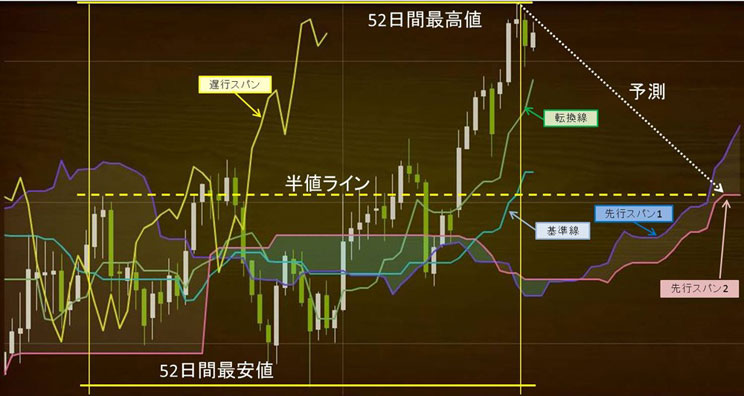 52日間最高値
遅行スパン
予測
転換線
半値ライン
先行スパン1
基準線
先行スパン2
52日間最安値